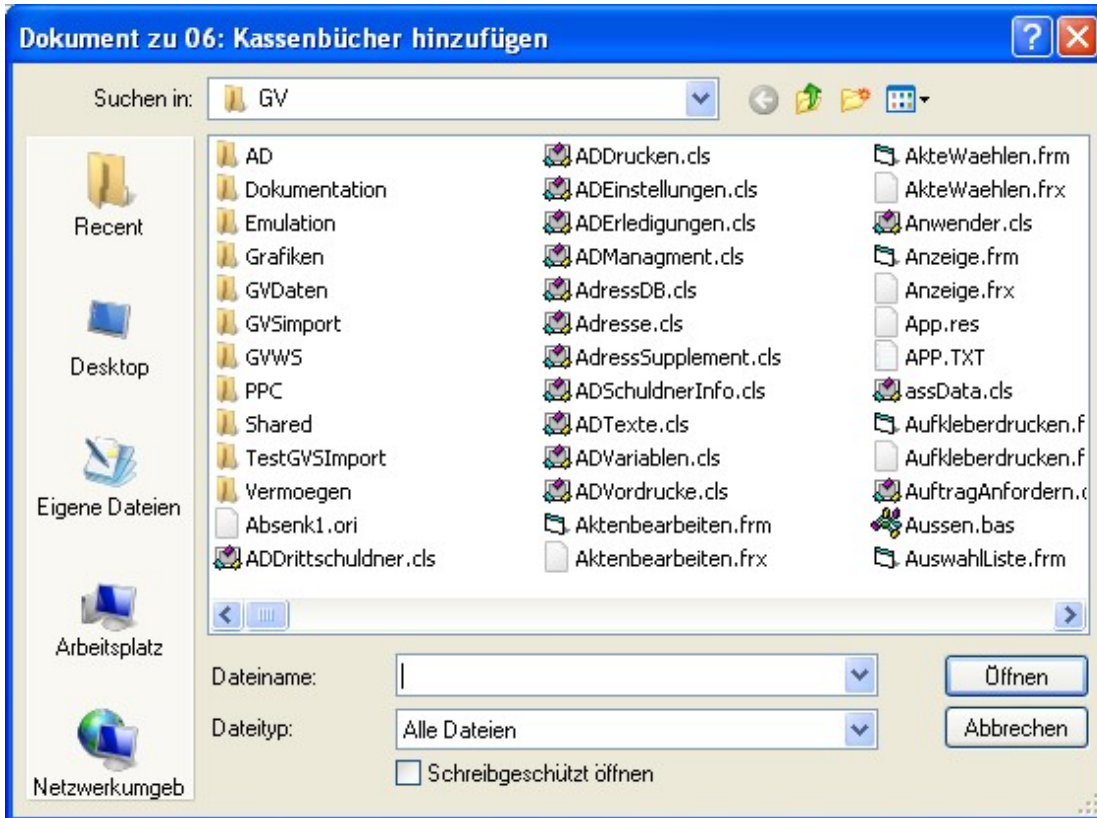 Dokument zu 06: Kassenbücher hinzufügen
Suchen in:
GV
Recent
Desktop
Eigene Dateien
Arbeitsplatz
Netzwerkumgeb
AD
Dokumentation
Emulation
Grafiken
GVDaten
GVSimport
GVWS
PPC
Shared
TestGVSImport
Vermoegen
Absenk1.ori
ADDrittschuldner.cls
ADDrucken.cls
ADEinstellungen.cls
ADErledigungen.cls
ADManagment.cls
AdressDB.cls
Adresse.cls
AdressSupplement.cls
ADSchuldnerInfo.cls
ADTexte.cls
ADVariablen.cls
ADVordrucke.cls
Aktenbearbeiten.frm
Aktenbearbeiten.frx
AkteWaehlen.frm
AkteWaehlen.frx
Anwender.cls
Anzeige.frm
Anzeige.frx
App.res
APP.TXT
assData.cls
Aufkleberdrucken.f
Aufkleberdrucken.f
AuftragAnfordern.c
Aussen.bas
AuswahlListe.frm
Dateiname:
Öffnen
Dateityp:
Alle Dateien
Abbrechen
Schreibgeschützt öffnen